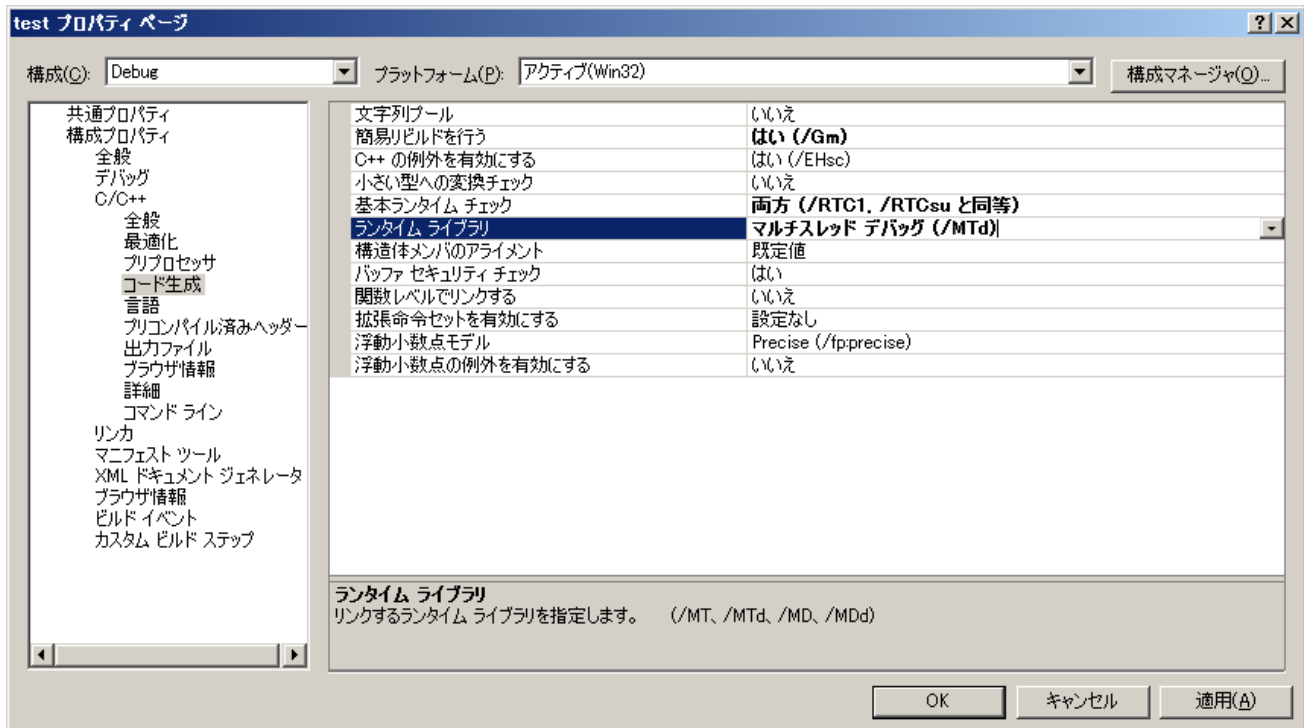 test プロパティ ページ
構成(C): Debug プラットフォーム(P): アクティブ(Win32) 構成マネージャ(O)...
共通プロパティ
構成プロパティ
全般
デバッグ
C/C++
全般
最適化
プリプロセッサ
コード生成
言語
プリコンパイル済みヘッダー
出力ファイル
ブラウザ情報
詳細
コマンド ライン
リンカ
マニフェスト ツール
XML ドキュメント ジェネレータ
ブラウザ情報
ビルド イベント
カスタム ビルド ステップ
文字列プール いいえ
簡易リビルドを行う はい (/Gm)
C++ の例外を有効にする はい (/EHsc)
小さい型への変換チェック いいえ
基本ランタイム チェック 両方 (/RTC1, /RTCsu と同等)
ランタイム ライブラリ マルチスレッド デバッグ (/MTd)
構造体メンバのアライメント 既定値
バッファ セキュリティ チェック はい
関数レベルでリンクする いいえ
拡張命令セットを有効にする 設定なし
浮動小数点モデル Precise (/fp:precise)
浮動小数点の例外を有効にする いいえ
ランタイム ライブラリ
リンクするランタイム ライブラリを指定します。 (/MT、/MTd、/MD、/MDd)
OK キャンセル 適用(A)